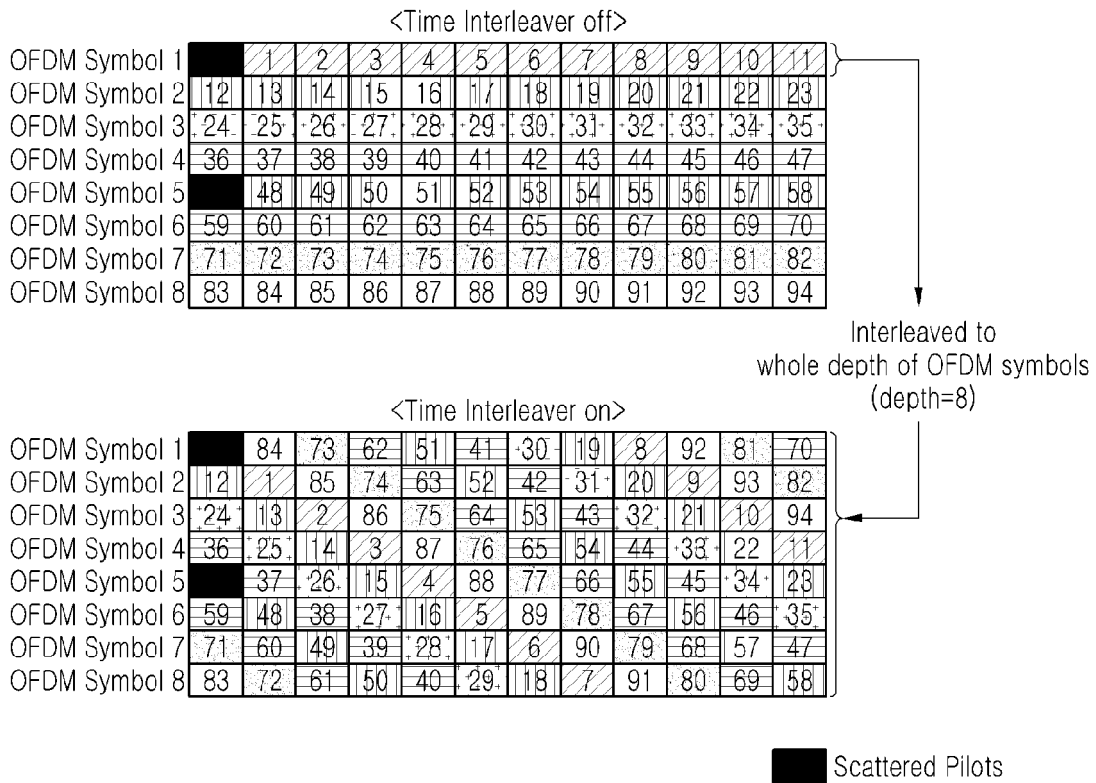 <Time Interleaver off>
OFDM Symbol 1 1 2 3 4 5 6 7 8 9 10 11
OFDM Symbol 2 12 13 14 15 16 17 18 19 20 21 22 23
OFDM Symbol 3 24 25 26 27 28 29 30 31 32 33 34 35
OFDM Symbol 4 36 37 38 39 40 41 42 43 44 45 46 47
OFDM Symbol 5 48 49 50 51 52 53 54 55 56 57 58
OFDM Symbol 6 59 60 61 62 63 64 65 66 67 68 69 70
OFDM Symbol 7 71 72 73 74 75 76 77 78 79 80 81 82
OFDM Symbol 8 83 84 85 86 87 88 89 90 91 92 93 94
Interleaved to
whole depth of OFDM symbols
(depth=8)
<Time Interleaver on>
OFDM Symbol 1 84 73 62 51 41 30 19 8 92 81 70
OFDM Symbol 2 12 1 85 74 63 52 42 31 20 9 93 82
OFDM Symbol 3 24 13 2 86 75 64 53 43 32 21 10 94
OFDM Symbol 4 36 25 14 3 87 76 65 54 44 33 22 11
OFDM Symbol 5 37 26 15 4 88 77 66 55 45 34 23
OFDM Symbol 6 59 48 38 27 16 5 89 78 67 56 46 35
OFDM Symbol 7 71 60 49 39 28 17 6 90 79 68 57 47
OFDM Symbol 8 83 72 61 50 40 29 18 7 91 80 69 58
Scattered Pilots